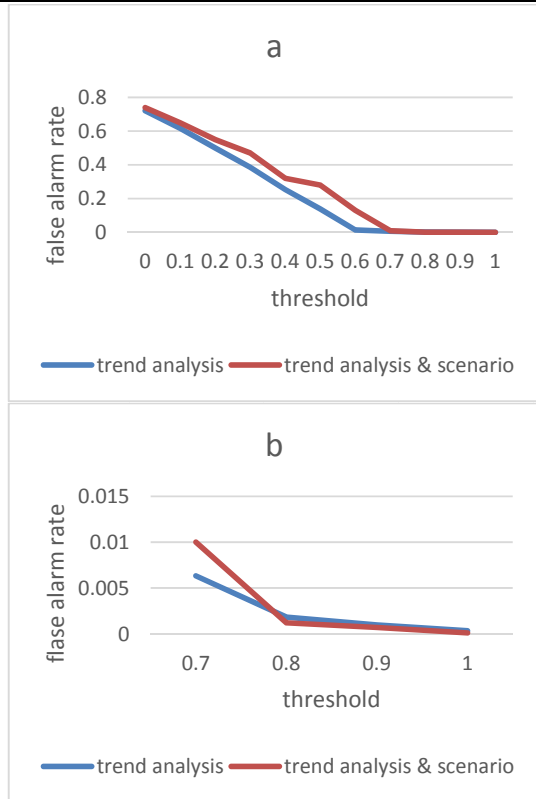 a
false alarm rate
0.8
0.6
0.4
0.2
0
0 0.1 0.2 0.3 0.4 0.5 0.6 0.7 0.8 0.9 1
threshold
trend analysis trend analysis & scenario
b
flase alarm rate
0.015
0.01
0.005
0
0.7 0.8 0.9 1
threshold
trend analysis trend analysis & scenario